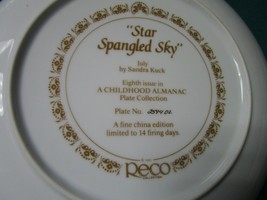 "Star
Spangled Sky"
July
by Sandra Kuck
Eighth issue in
A CHILDHOOD ALMANAC
Plate Collection
Plate No.
A fine china edition
limited to 14 firing days.
Reco